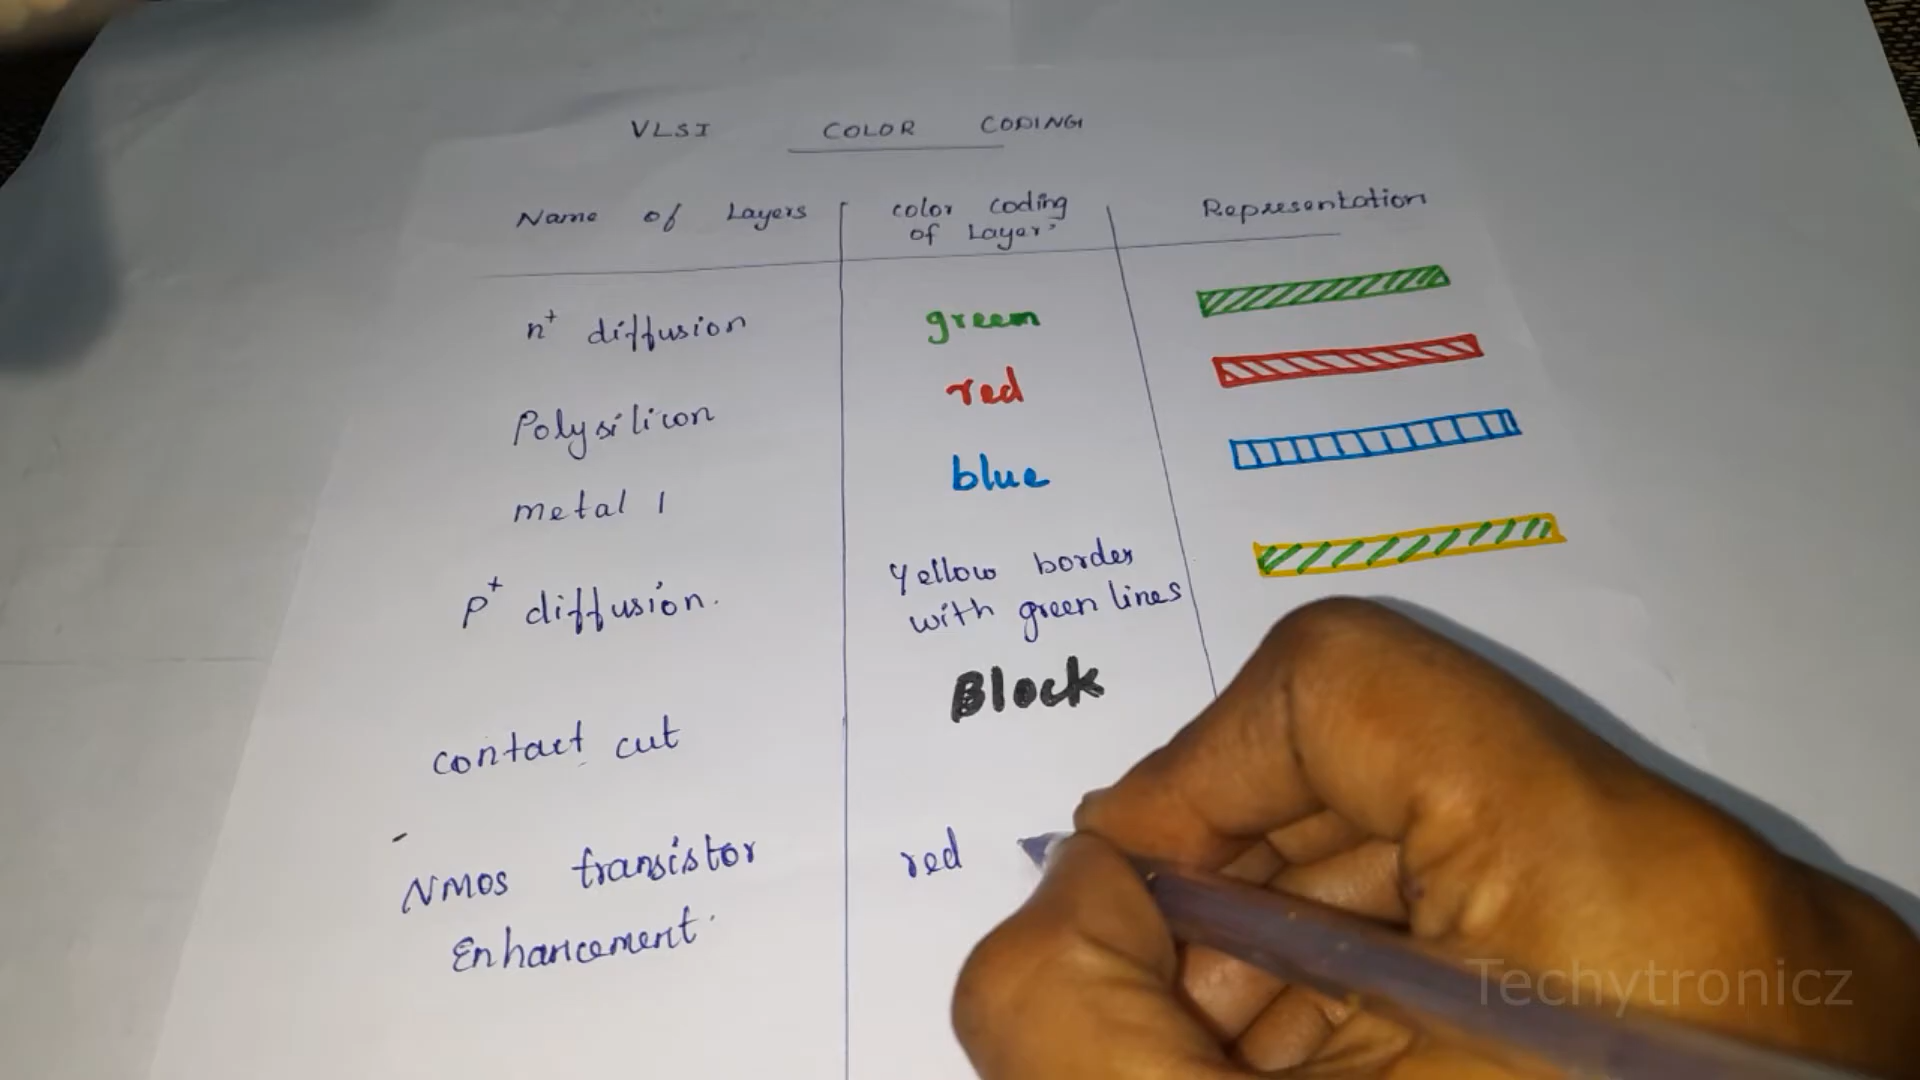 VLSI COLOR CODING
Name of Layers
color coding
of Layer
Representation
n+ diffusion
green
Polysilicon
red
metal 1
blue
P+ diffusion.
Yellow border
with green lines
contact cut
Block
NMOS transistor
Enhancement.
red
Techytronicz